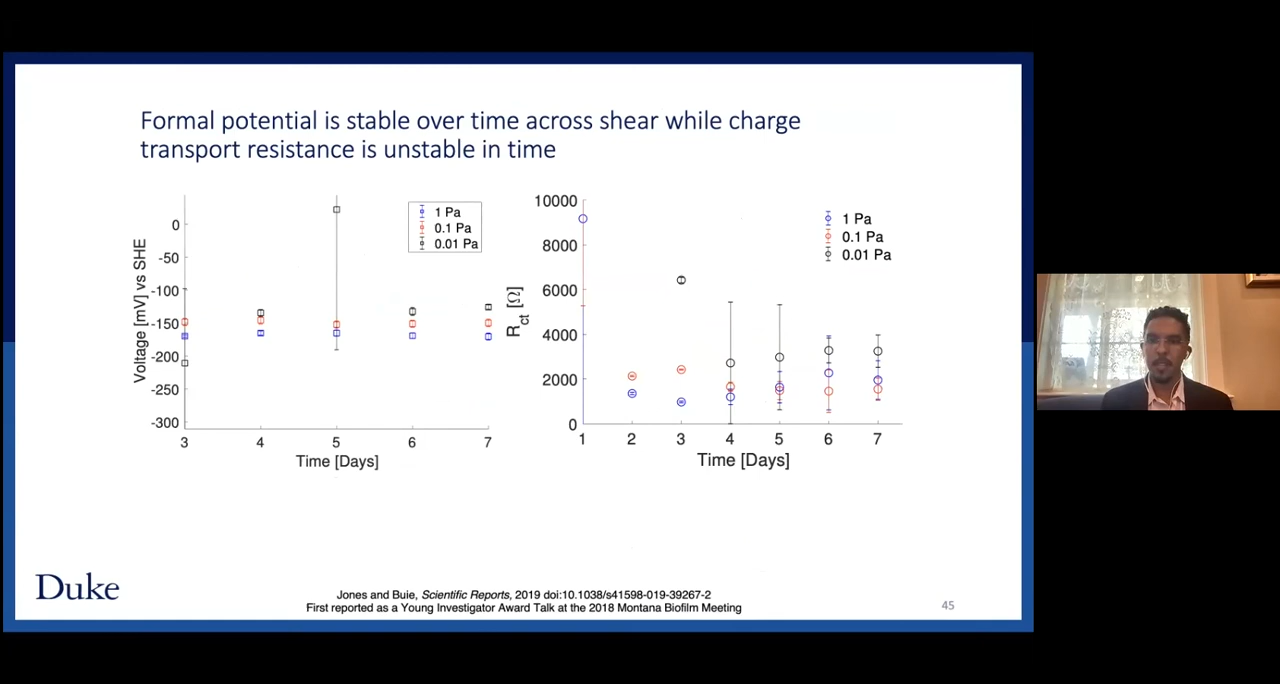 Formal potential is stable over time across shear while charge
transport resistance is unstable in time
Voltage [mV] vs SHE
0
-50
-100
-150
-200
-250
-300
3 4 5 6 7
Time [Days]
1 Pa
0.1 Pa
0.01 Pa
Rct [Ω]
10000
8000
6000
4000
2000
0
1 2 3 4 5 6 7
Time [Days]
1 Pa
0.1 Pa
0.01 Pa
Duke
Jones and Buie, Scientific Reports, 2019 doi:10.1038/s41598-019-39267-2
First reported as a Young Investigator Award Talk at the 2018 Montana Biofilm Meeting
45